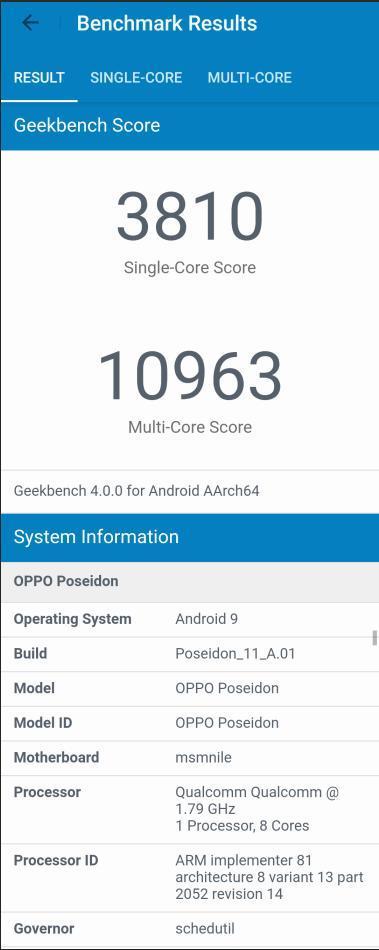 Benchmark Results
RESULT SINGLE-CORE MULTI-CORE
Geekbench Score
3810
Single-Core Score
10963
Multi-Core Score
Geekbench 4.0.0 for Android AArch64
System Information
OPPO Poseidon
Operating System Android 9
Build Poseidon_11_A.01
Model OPPO Poseidon
Model ID OPPO Poseidon
Motherboard msmnile
Processor Qualcomm Qualcomm @
1.79 GHz
1 Processor, 8 Cores
Processor ID ARM implementer 81
architecture 8 variant 13 part
2052 revision 14
Governor schedutil